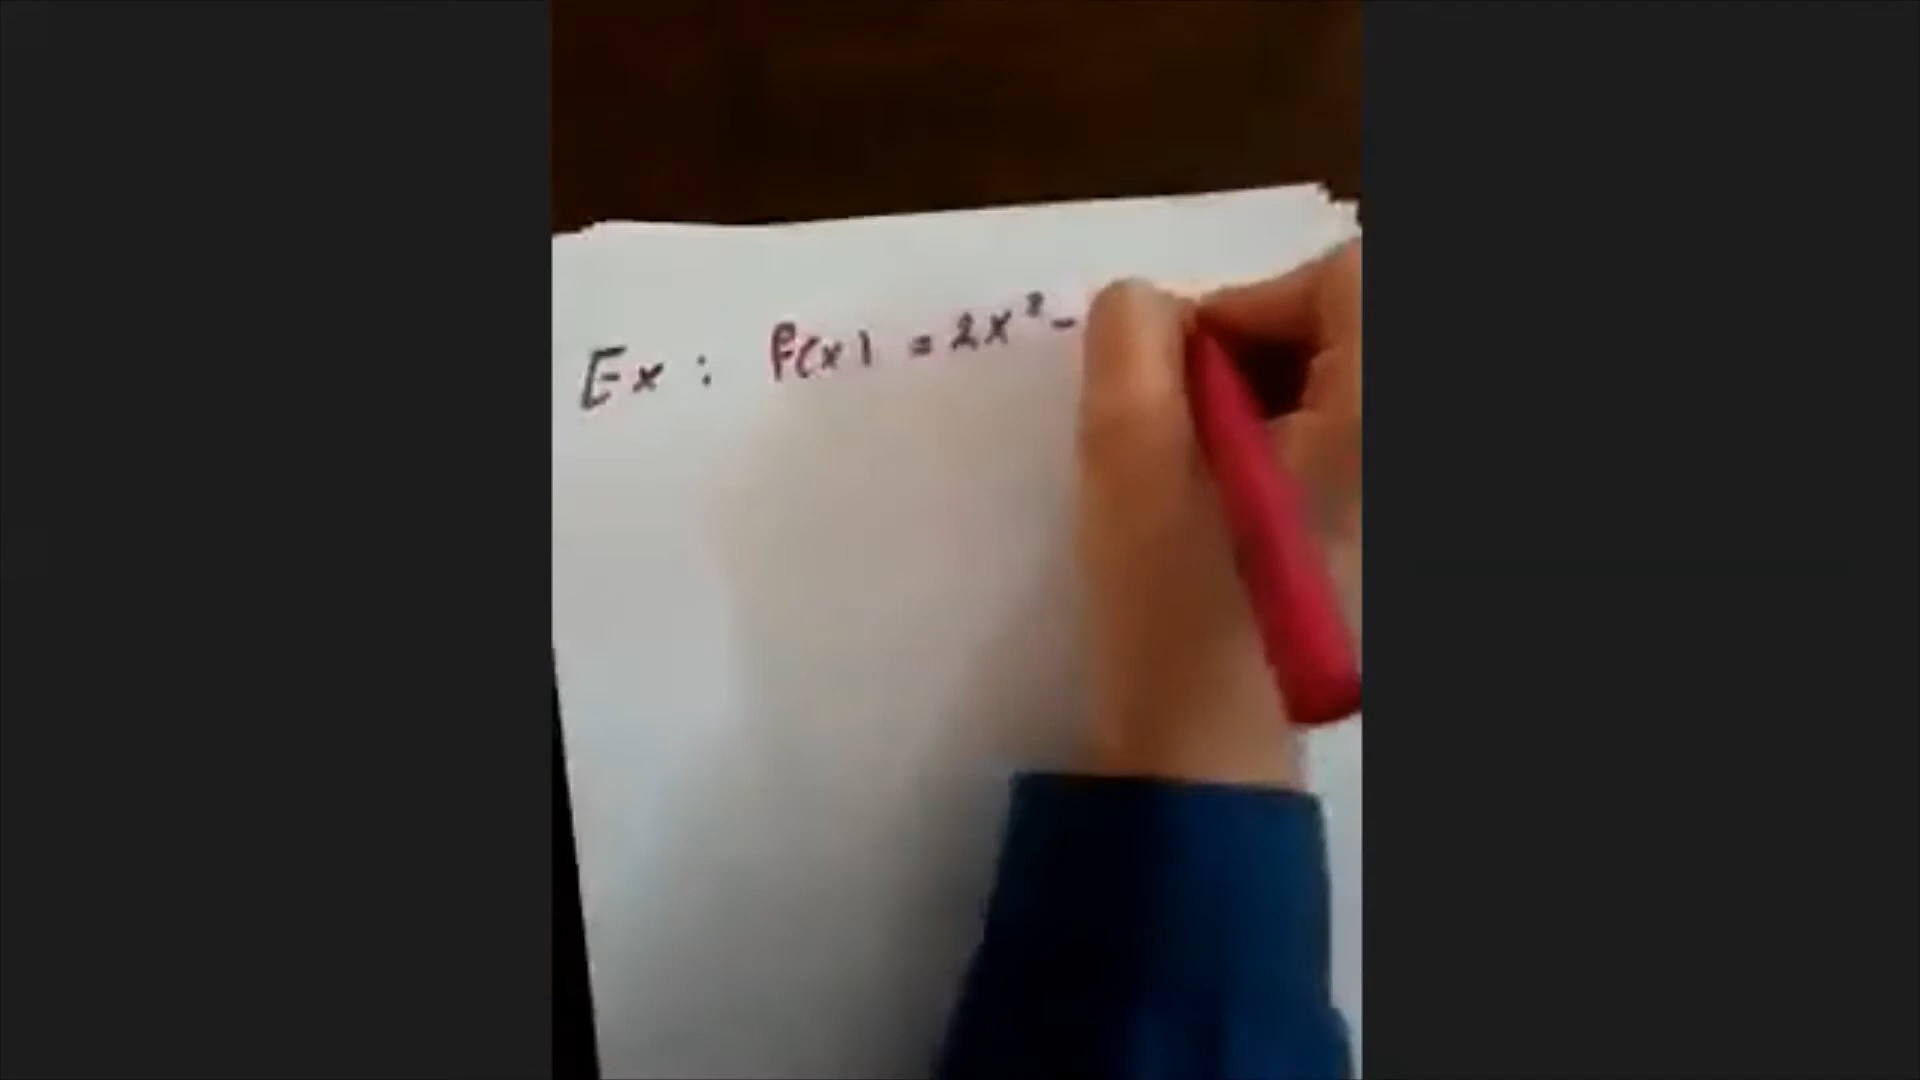 Ex : f(x) = 2x² -